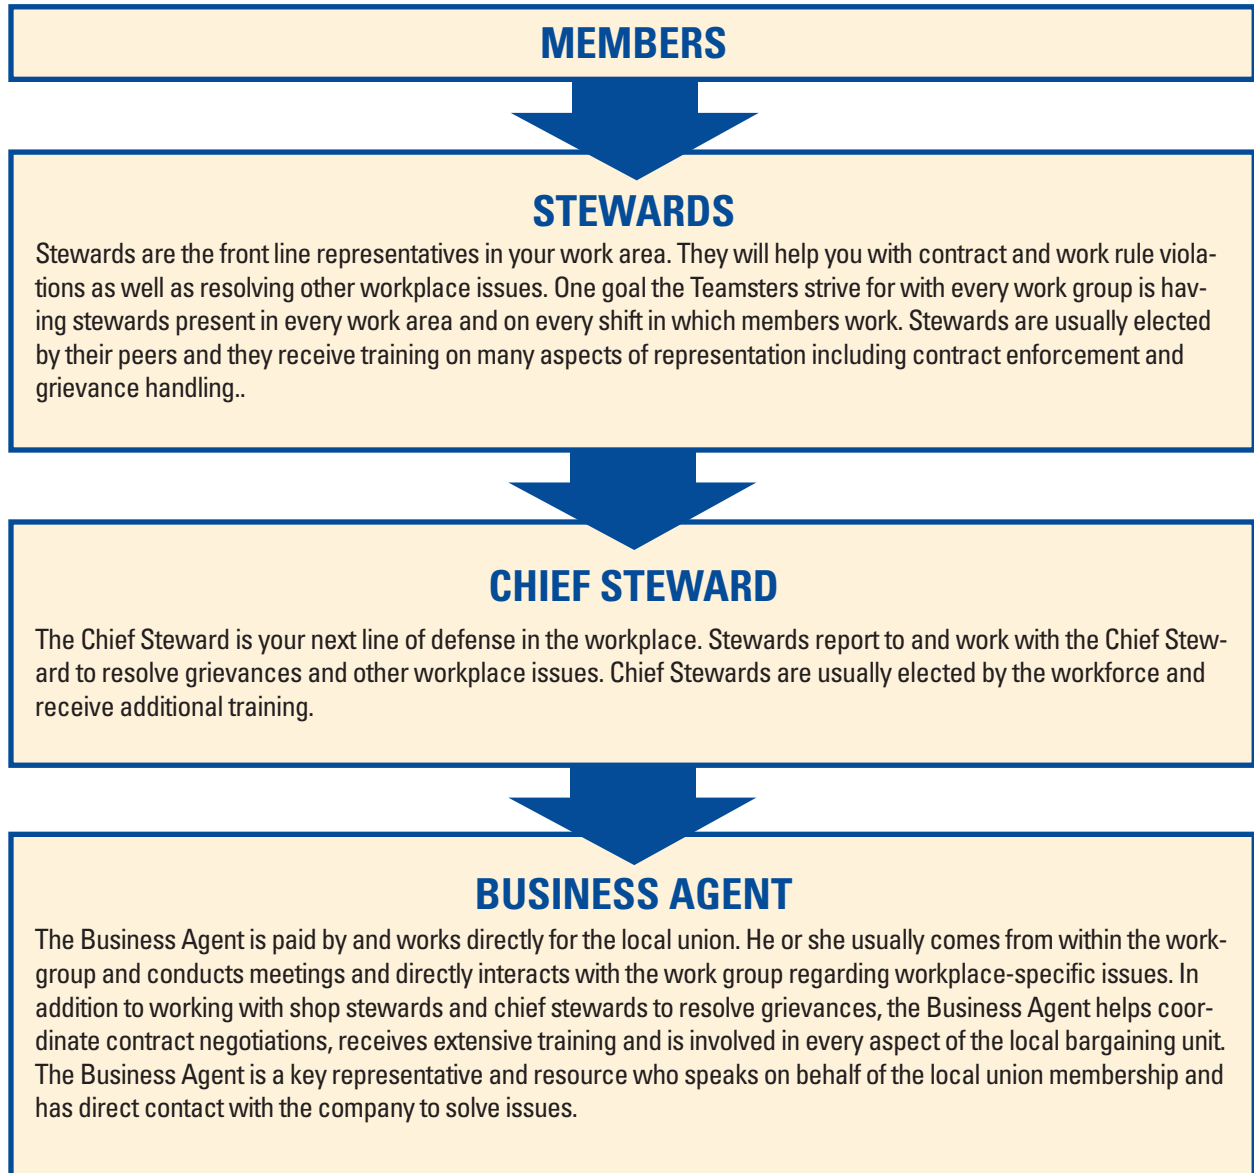 MEMBERS
STEWARDS
Stewards are the front line representatives in your work area. They will help you with contract and work rule viola-
tions as well as resolving other workplace issues. One goal the Teamsters strive for with every work group is hav-
ing stewards present in every work area and on every shift in which members work. Stewards are usually elected
by their peers and they receive training on many aspects of representation including contract enforcement and
grievance handling..
CHIEF STEWARD
The Chief Steward is your next line of defense in the workplace. Stewards report to and work with the Chief Stew-
ard to resolve grievances and other workplace issues. Chief Stewards are usually elected by the workforce and
receive additional training.
BUSINESS AGENT
The Business Agent is paid by and works directly for the local union. He or she usually comes from within the work-
group and conducts meetings and directly interacts with the work group regarding workplace-specific issues. In
addition to working with shop stewards and chief stewards to resolve grievances, the Business Agent helps coor-
dinate contract negotiations, receives extensive training and is involved in every aspect of the local bargaining unit.
The Business Agent is a key representative and resource who speaks on behalf of the local union membership and
has direct contact with the company to solve issues.